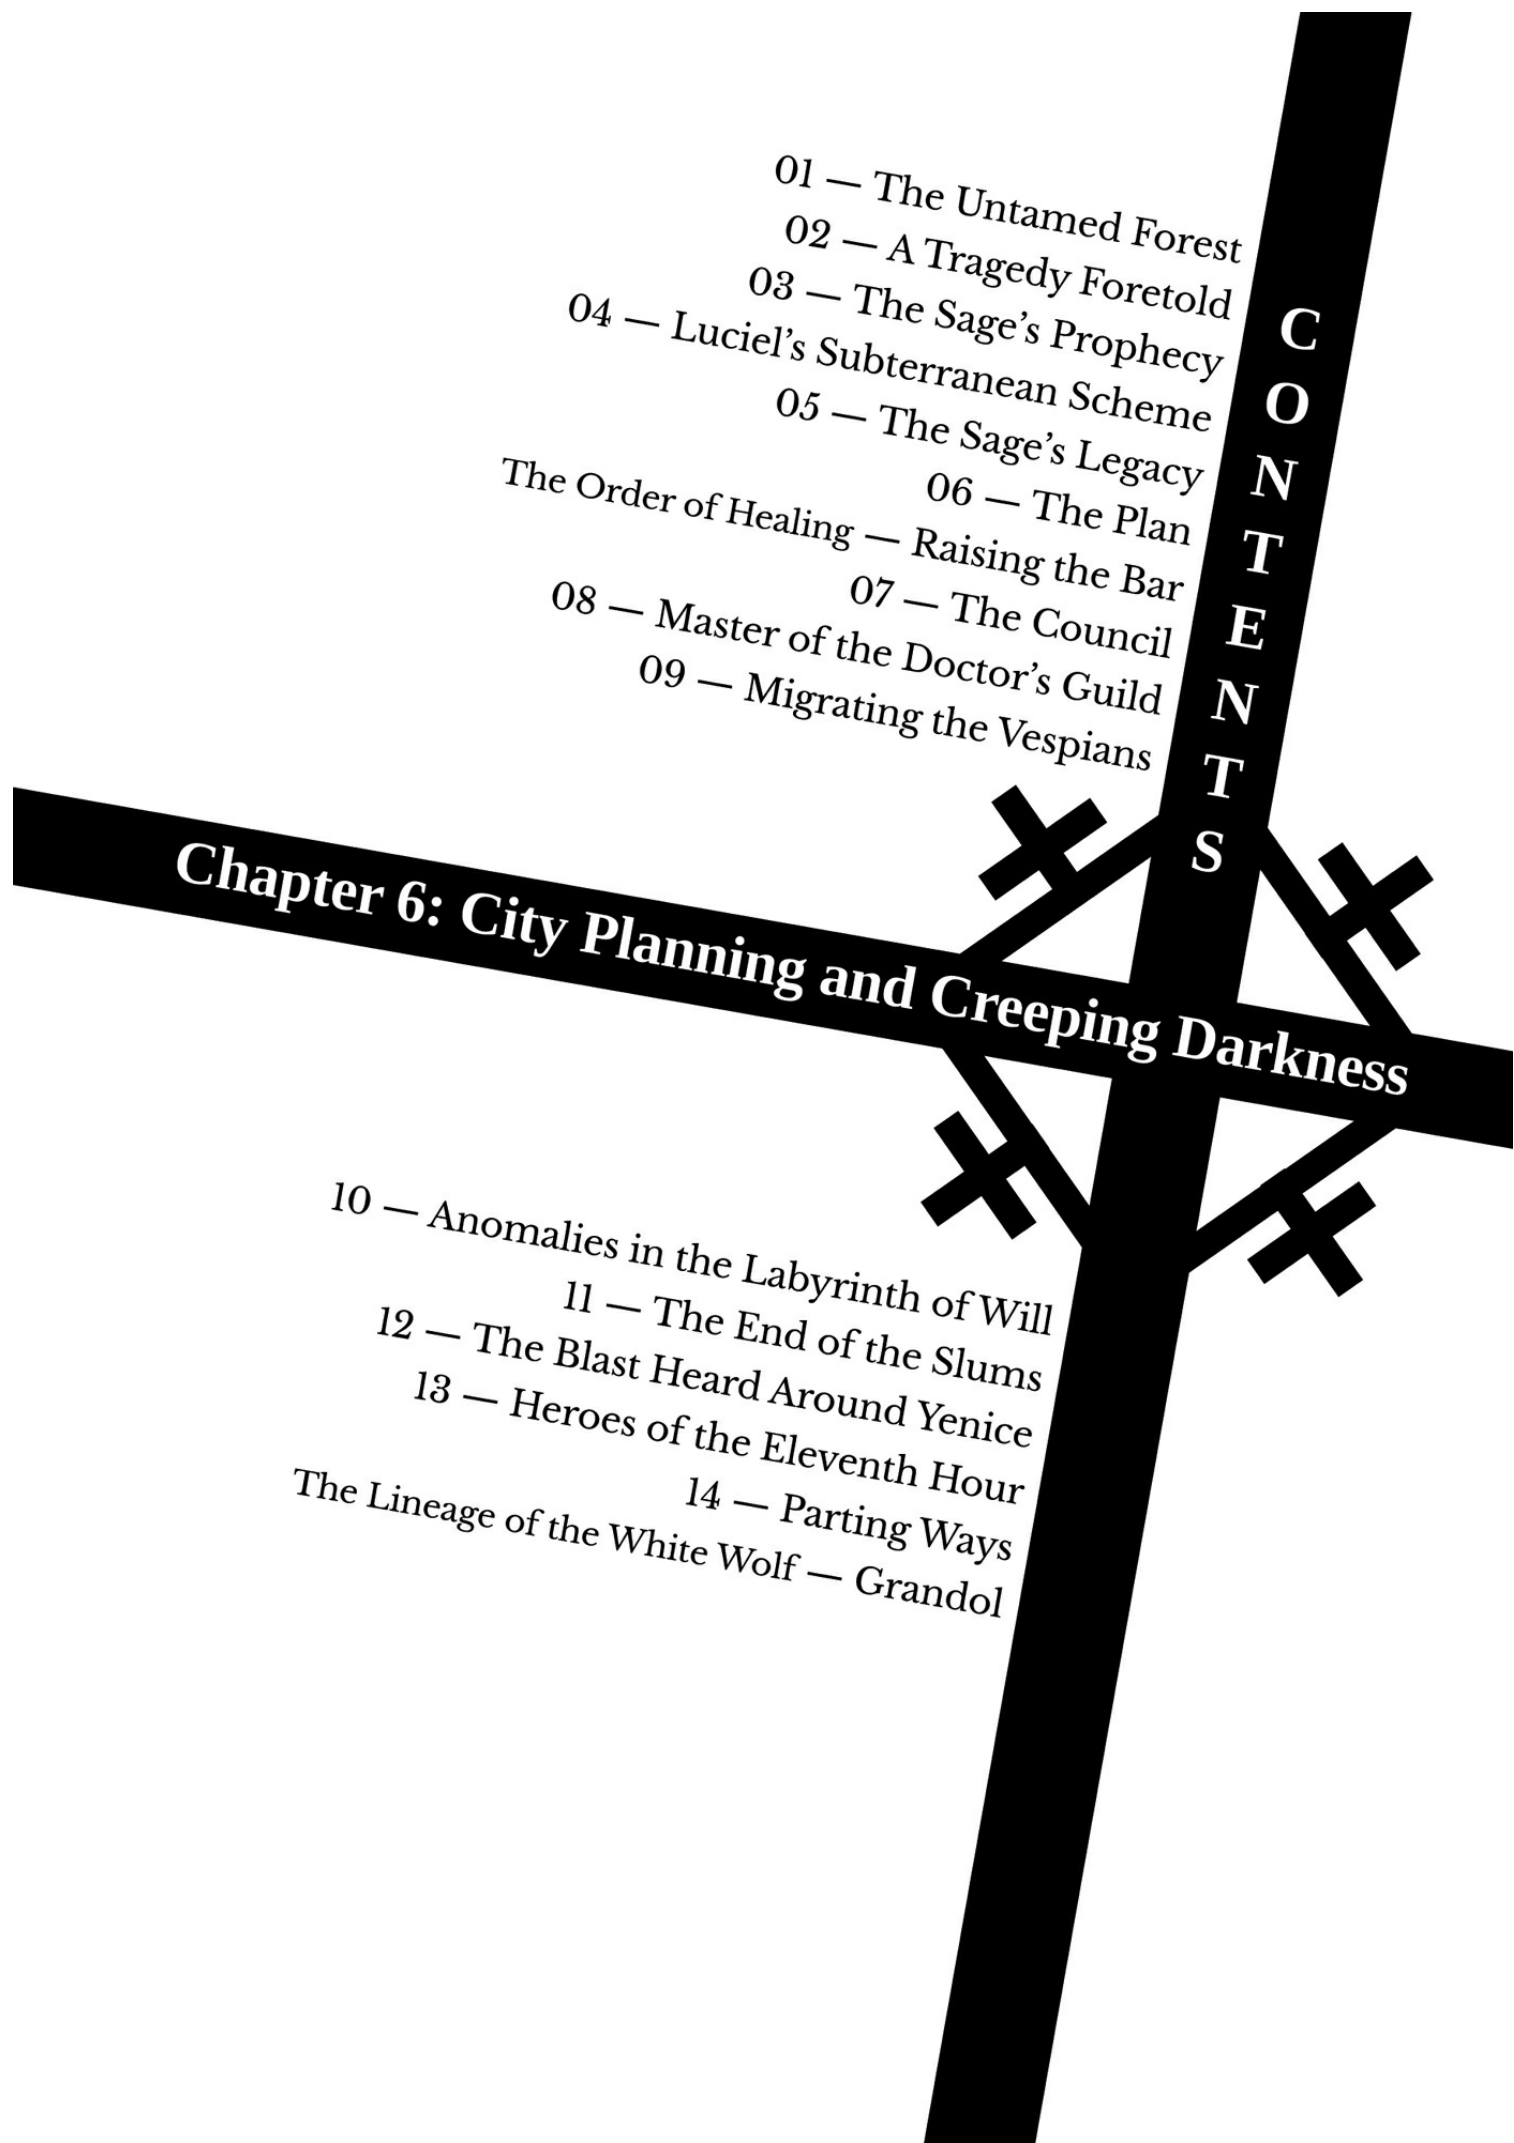 CONTENTS
01 — The Untamed Forest
02 — A Tragedy Foretold
03 — The Sage’s Prophecy
04 — Luciel’s Subterranean Scheme
05 — The Sage’s Legacy
06 — The Plan
The Order of Healing — Raising the Bar
07 — The Council
08 — Master of the Doctor’s Guild
09 — Migrating the Vespians
Chapter 6: City Planning and Creeping Darkness
10 — Anomalies in the Labyrinth of Will
11 — The End of the Slums
12 — The Blast Heard Around Yenice
13 — Heroes of the Eleventh Hour
14 — Parting Ways
The Lineage of the White Wolf — Grandol